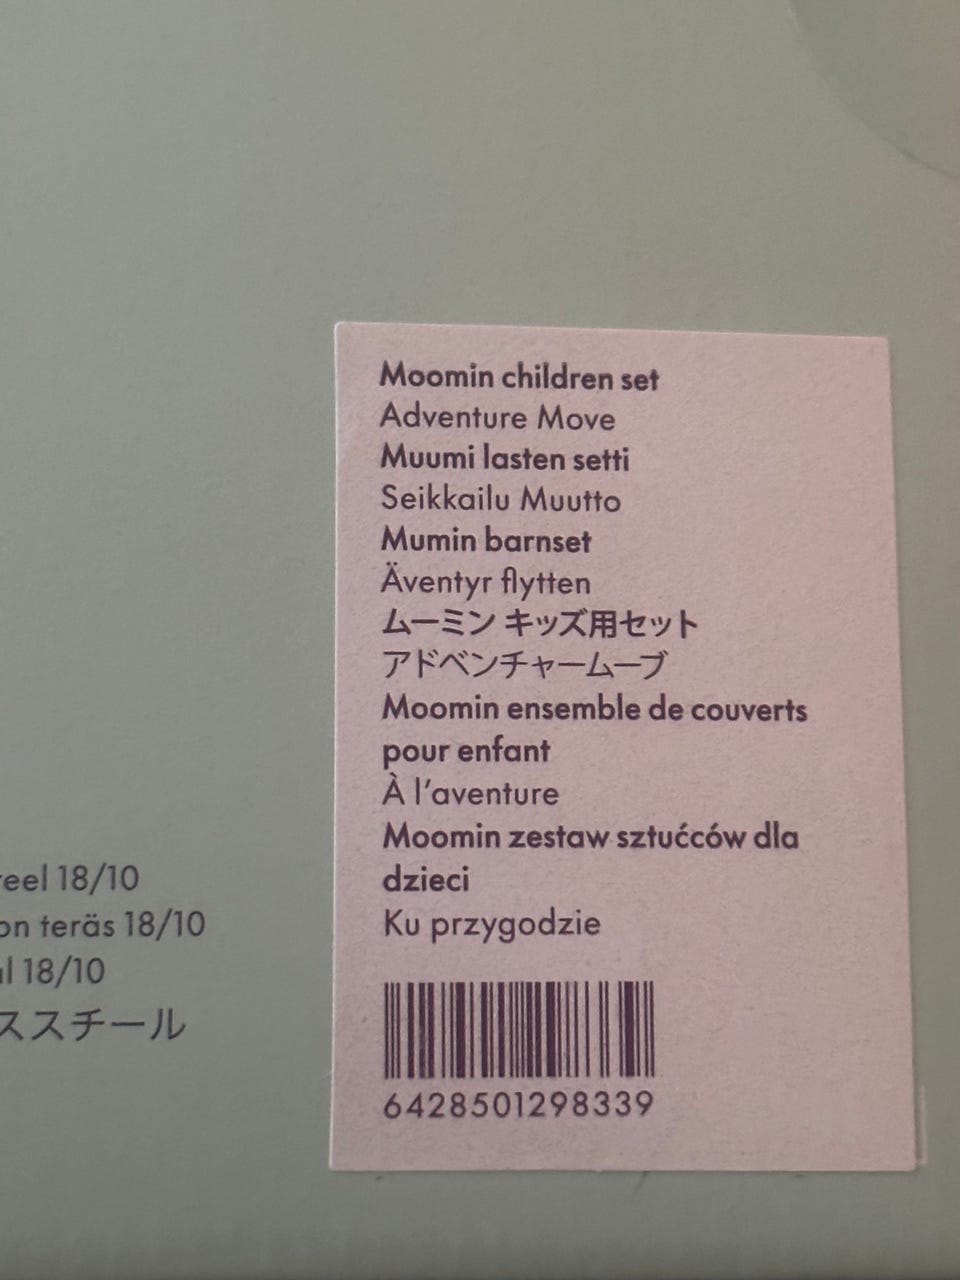 Moomin children set
Adventure Move
Muumi lasten setti
Seikkailu Muutto
Mumin barnset
Äventyr flytten
ムーミン キッズ用セット
アドベンチャームーブ
Moomin ensemble de couverts
pour enfant
À l’aventure
Moomin zestaw sztućców dla
dzieci
Ku przygodzie
6428501298339
18/10
teräs 18/10
18/10
ススチール